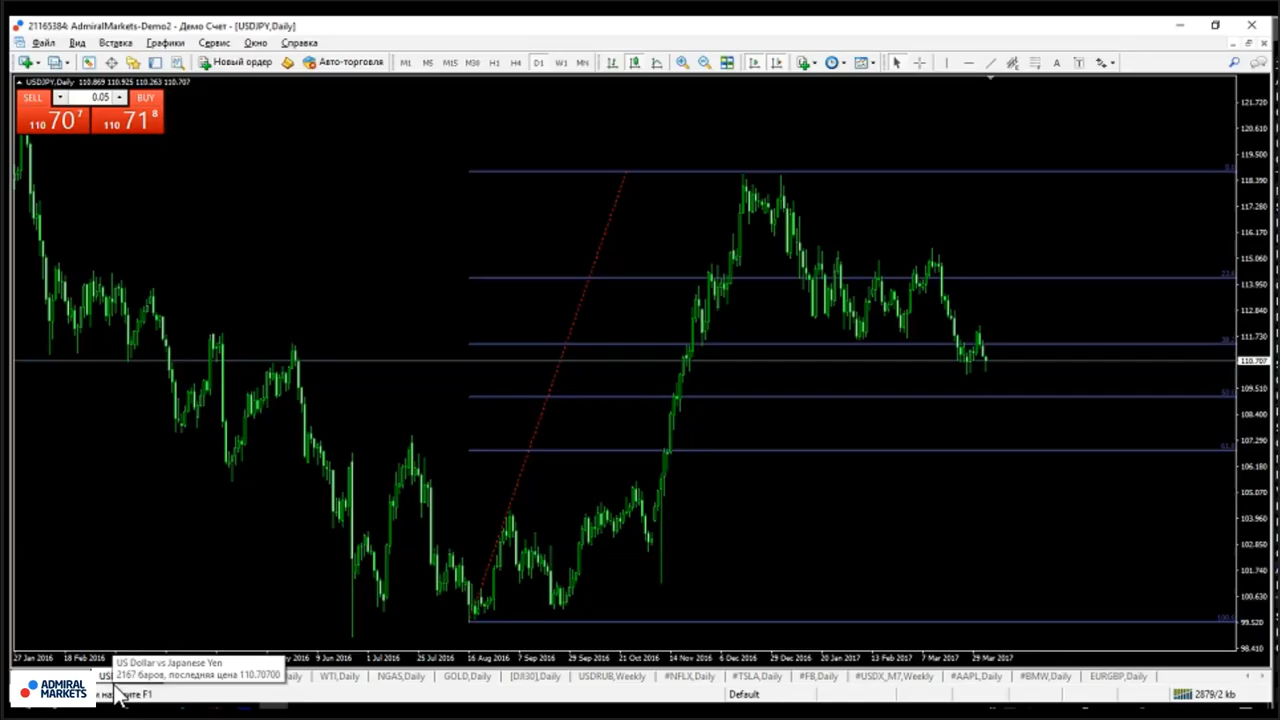 21165384: AdmiralMarkets-Demo2 - Демо Счет - [USDJPY,Daily]
Файл Вид Вставка Графики Сервис Окно Справка
Новый ордер Авто-торговля M1 M5 M15 M30 H1 H4 D1 W1 MN
USDJPY,Daily 110.869 110.925 110.263 110.707
SELL 0.05 BUY
110 70 7 110 71 8
121.720
120.610
119.500
118.390
117.280
116.170
115.060
113.950
112.840
111.730
110.707
109.510
108.400
107.290
106.180
105.070
103.960
102.850
101.740
100.630
99.520
98.410
27 Jan 2016 18 Feb 2016 9 Jun 2016 1 Jul 2016 25 Jul 2016 16 Aug 2016 7 Sep 2016 29 Sep 2016 21 Oct 2016 14 Nov 2016 6 Dec 2016 29 Dec 2016 20 Jan 2017 13 Feb 2017 7 Mar 2017 29 Mar 2017
US Dollar vs Japanese Yen
2167 баров, последняя цена 110.70700
WTI,Daily NGAS,Daily GOLD,Daily [DJI30],Daily USDRUB,Weekly #NFLX,Daily #TSLA,Daily #FB,Daily #USDX_M7,Weekly #AAPL,Daily #BMW,Daily EURGBP,Daily
ADMIRAL
MARKETS
F1 Default 2879/2 kb